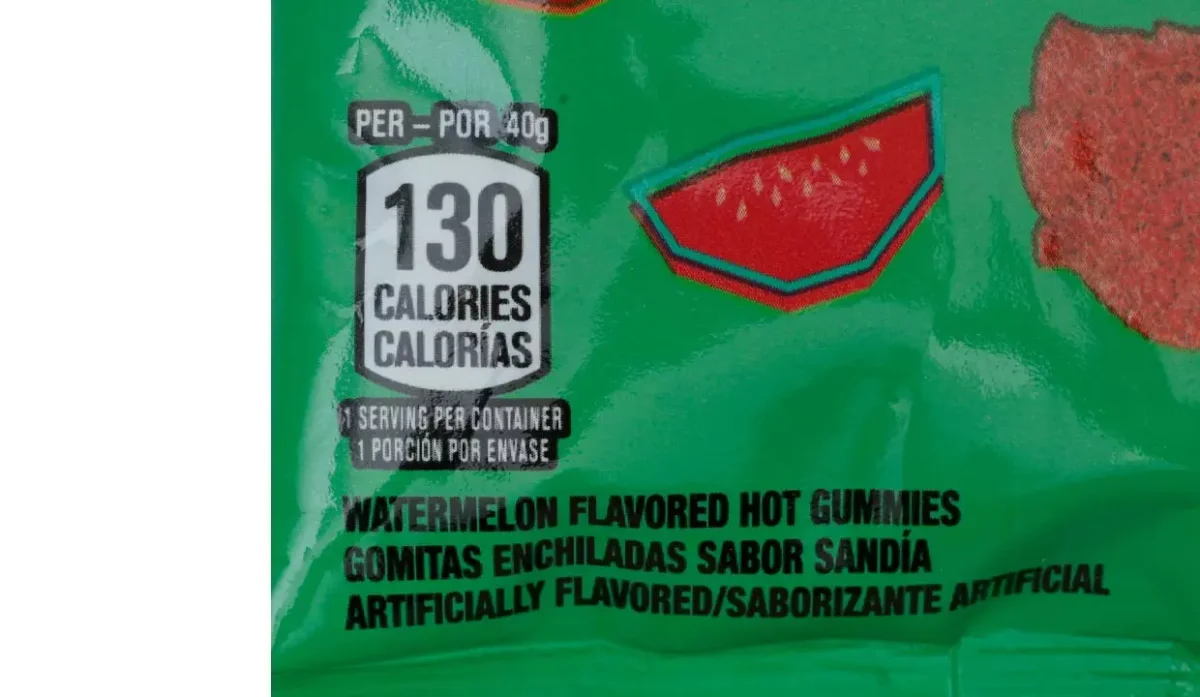 PER – POR 40g
130
CALORIES
CALORÍAS
1 SERVING PER CONTAINER
1 PORCIÓN POR ENVASE
WATERMELON FLAVORED HOT GUMMIES
GOMITAS ENCHILADAS SABOR SANDÍA
ARTIFICIALLY FLAVORED/SABORIZANTE ARTIFICIAL